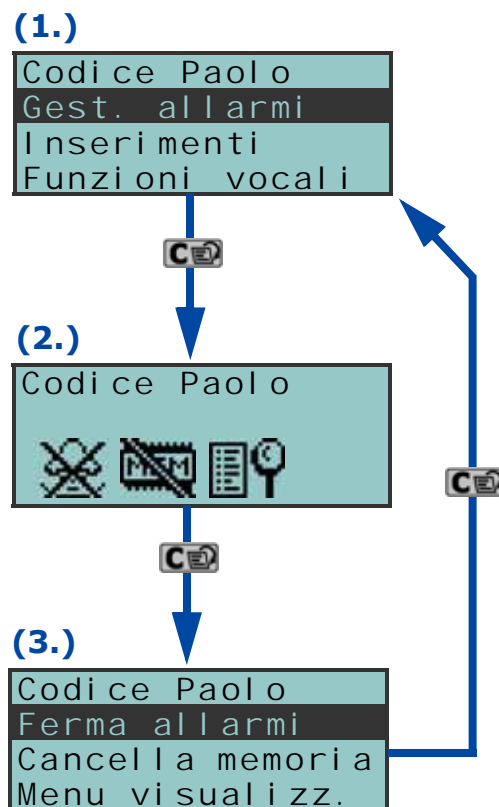 (1.)
Codice Paolo
Gest. allarmi
Inserimenti
Funzioni vocali
C
(2.)
Codice Paolo
MEM
C
C
(3.)
Codice Paolo
Ferma allarmi
Cancella memoria
Menu visualizz.